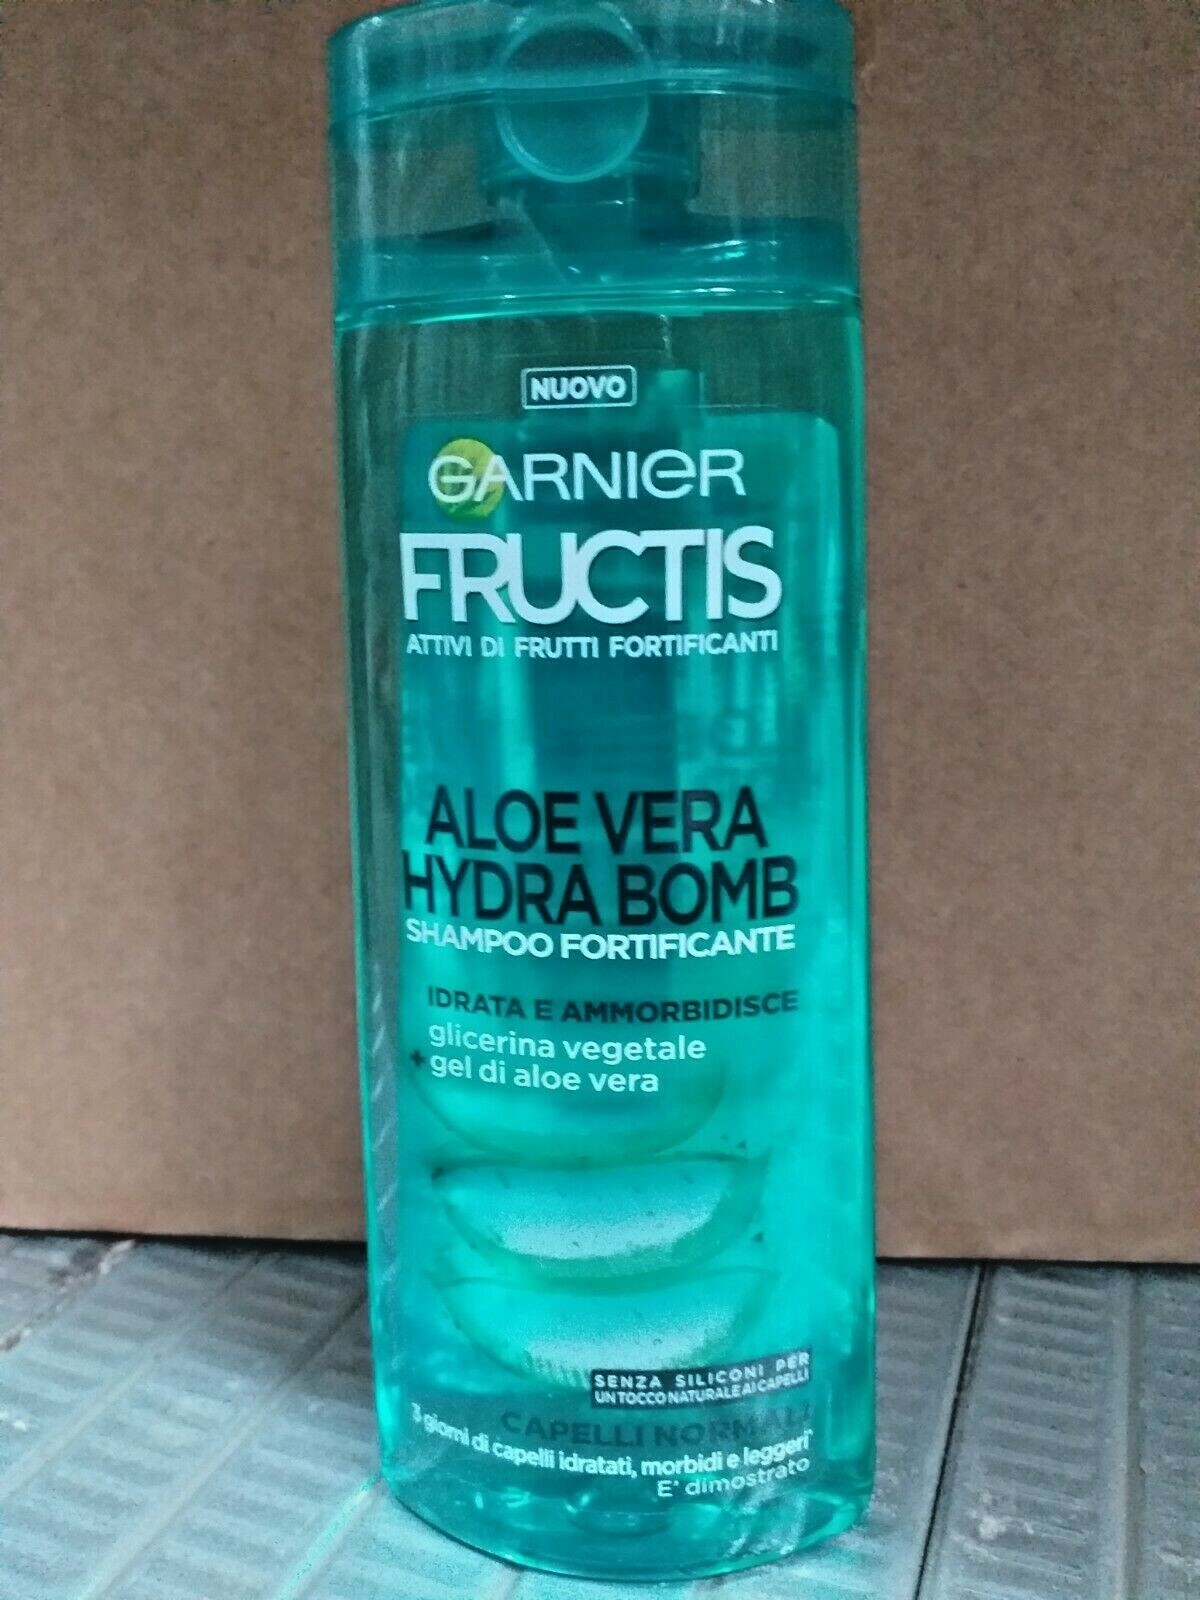 NUOVO
GARNIER
FRUCTIS
ATTIVI DI FRUTTI FORTIFICANTI
ALOE VERA
HYDRA BOMB
SHAMPOO FORTIFICANTE
IDRATA E AMMORBIDISCE
glicerina vegetale
+ gel di aloe vera
SENZA SILICONI PER
UN TOCCO NATURALE AI CAPELLI
CAPELLI NORMALI
3 giorni di capelli idratati, morbidi e leggeri*
E' dimostrato